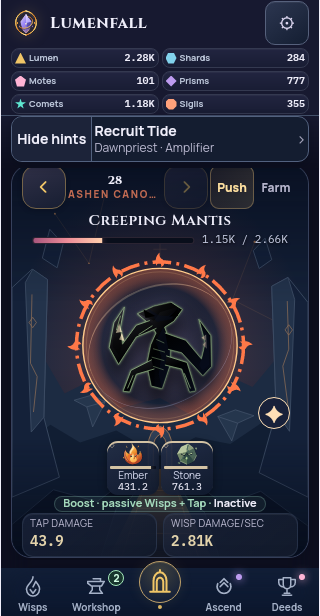 LUMENFALL
Lumen 2.28K
Shards 284
Motes 101
Prisms 777
Comets 1.18K
Sigils 355
Hide hints
Recruit Tide
Dawnpriest · Amplifier
28
ASHEN CANO…
Push
Farm
CREEPING MANTIS
1.15K / 2.66K
Ember
431.2
Stone
761.3
Boost · passive Wisps + Tap · Inactive
TAP DAMAGE
43.9
WISP DAMAGE/SEC
2.81K
Wisps
Workshop
2
Ascend
Deeds